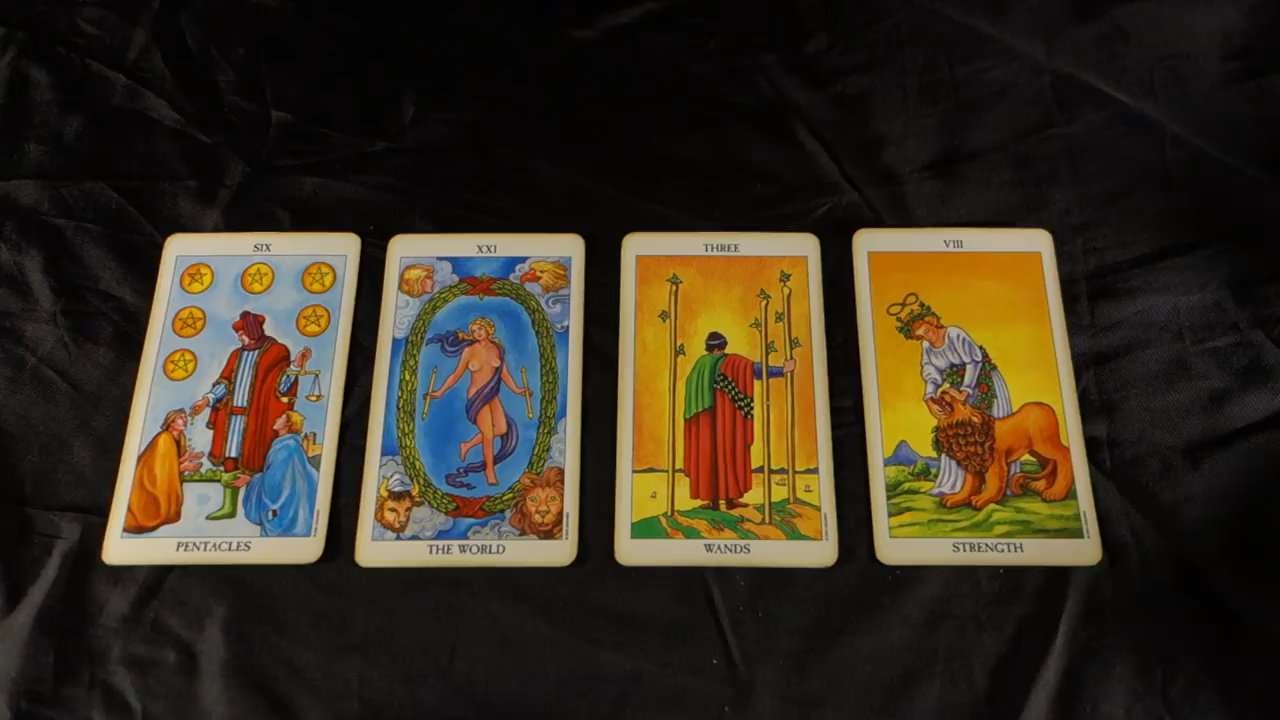 SIX
PENTACLES
XXI
THE WORLD
THREE
WANDS
VIII
STRENGTH